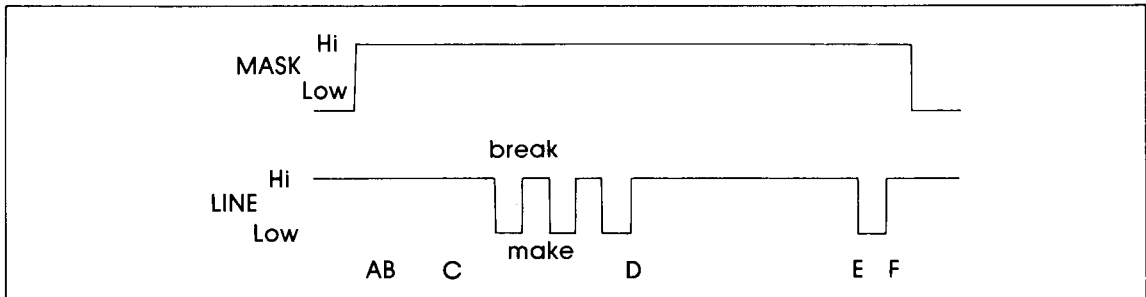 Hi
MASK
Low
break
Hi
LINE
Low
make
AB C D E F